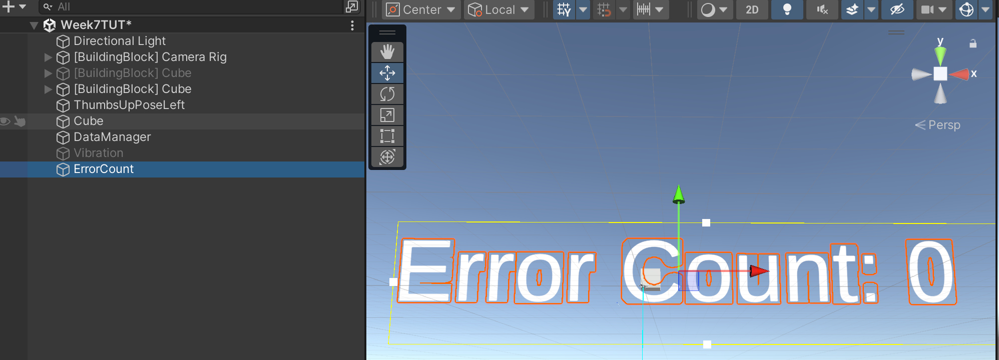 All
Week7TUT*
Directional Light
[BuildingBlock] Camera Rig
[BuildingBlock] Cube
[BuildingBlock] Cube
ThumbsUpPoseLeft
Cube
DataManager
Vibration
ErrorCount
Center
Local
2D
y
x
Persp
Error Count: 0